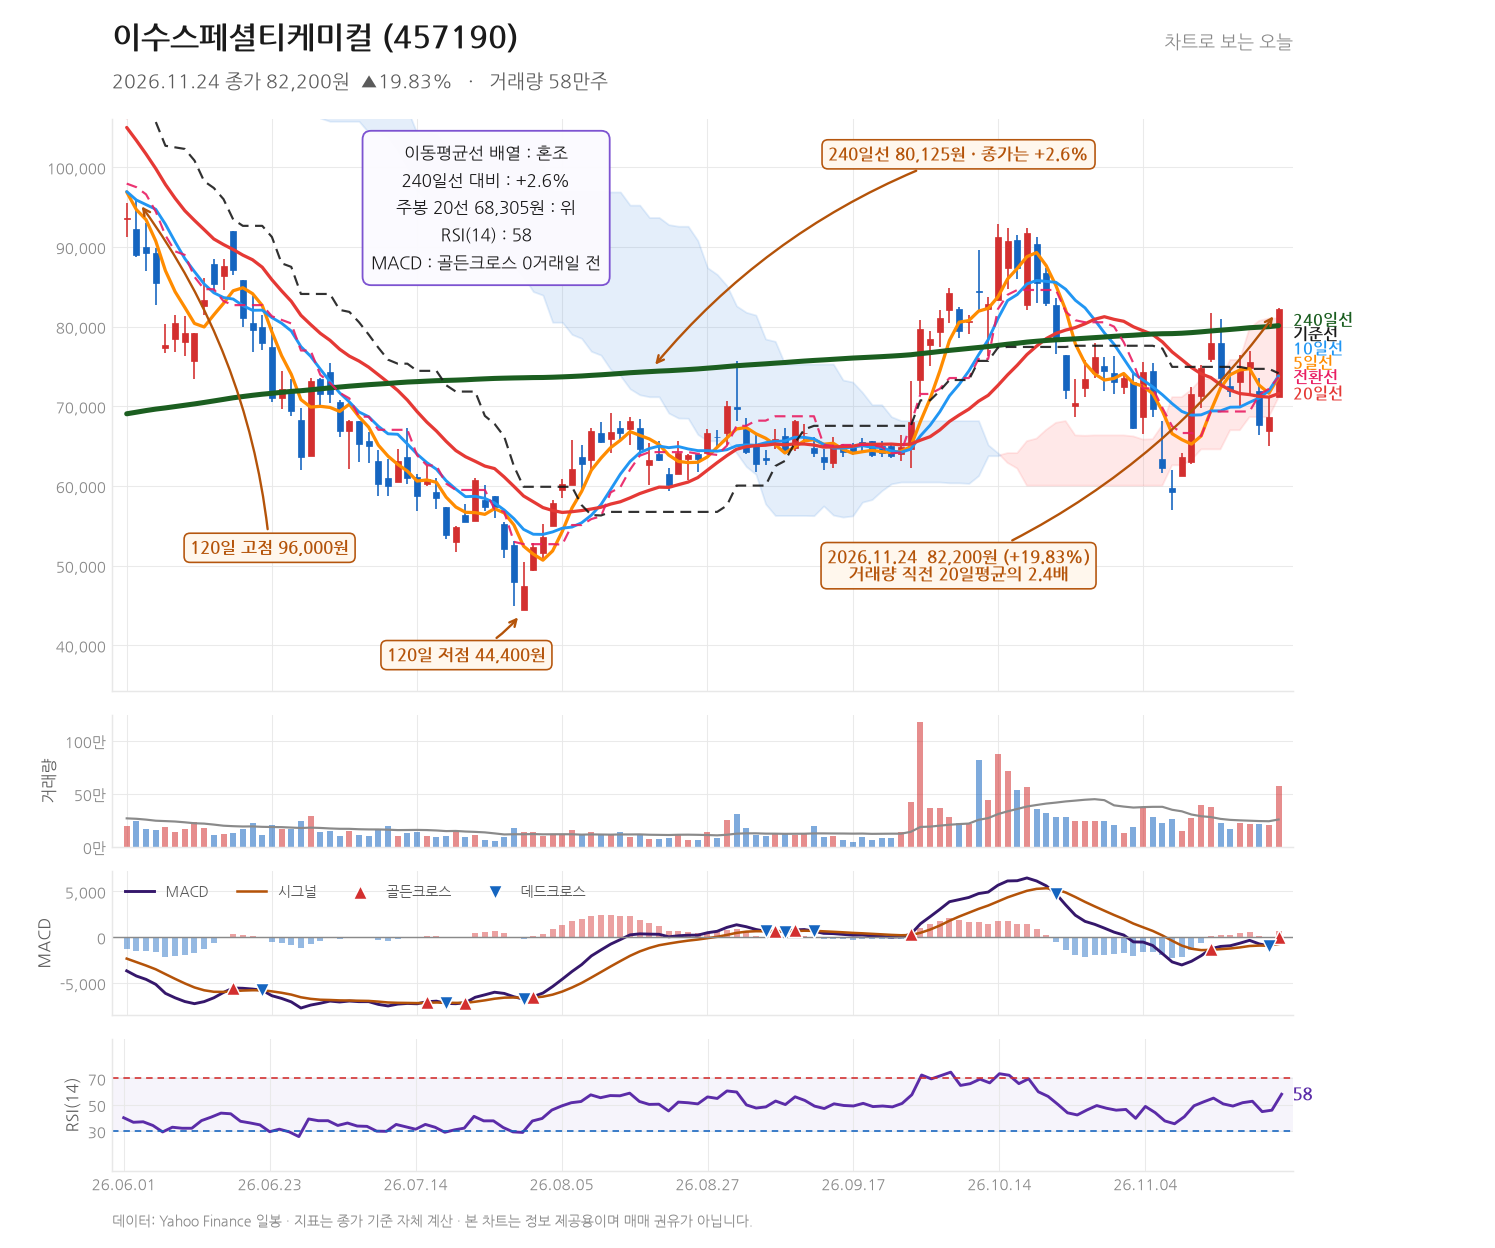 이수스페셜티케미컬 (457190)
차트로 보는 오늘
2026.11.24 종가 82,200원 ▲19.83% · 거래량 58만주
이동평균선 배열 : 혼조
240일선 대비 : +2.6%
주봉 20선 68,305원 : 위
RSI(14) : 58
MACD : 골든크로스 0거래일 전
240일선 80,125원 · 종가는 +2.6%
100,000
90,000
80,000
70,000
60,000
50,000
40,000
240일선
기준선
10일선
5일선
전환선
20일선
120일 고점 96,000원
2026.11.24 82,200원 (+19.83%)
거래량 직전 20일평균의 2.4배
120일 저점 44,400원
거래량
100만
50만
0만
MACD
5,000
0
-5,000
MACD
시그널
골든크로스
데드크로스
RSI(14)
70
50
30
58
26.06.01
26.06.23
26.07.14
26.08.05
26.08.27
26.09.17
26.10.14
26.11.04
데이터: Yahoo Finance 일봉 · 지표는 종가 기준 자체 계산 · 본 차트는 정보 제공용이며 매매 권유가 아닙니다.